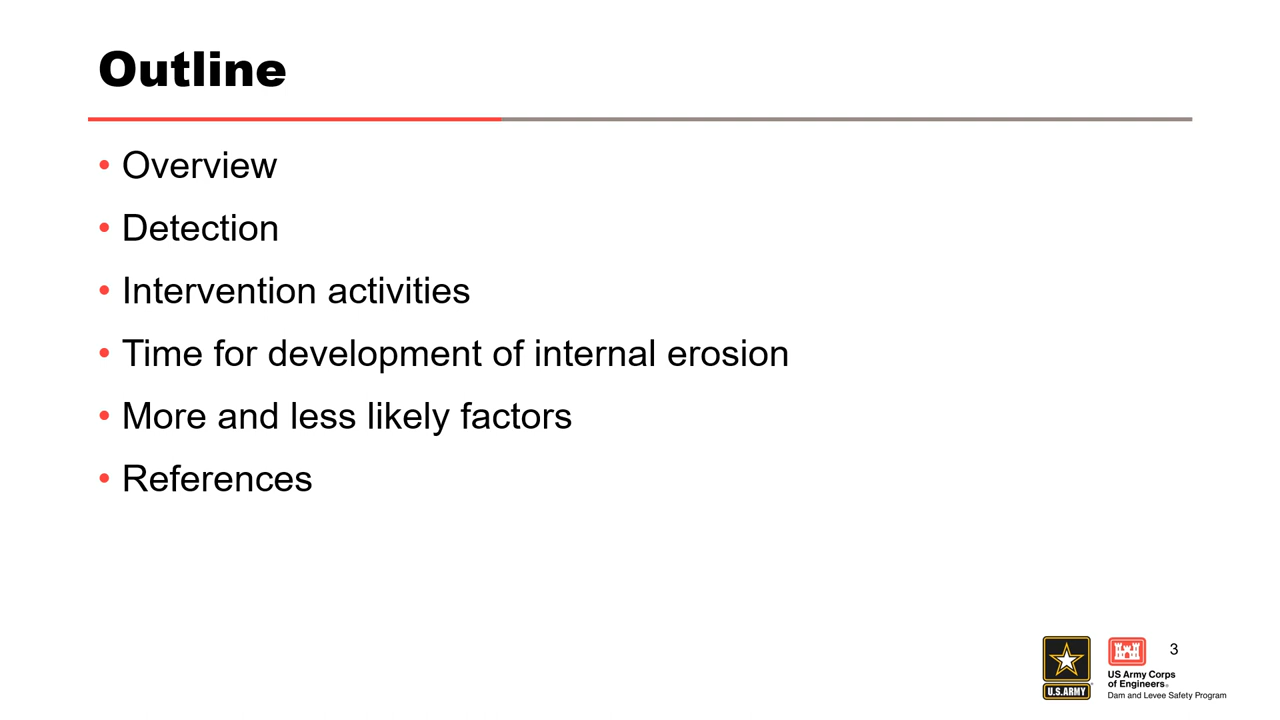 Outline
• Overview
• Detection
• Intervention activities
• Time for development of internal erosion
• More and less likely factors
• References
3
U.S.ARMY
US Army Corps
of Engineers®
Dam and Levee Safety Program